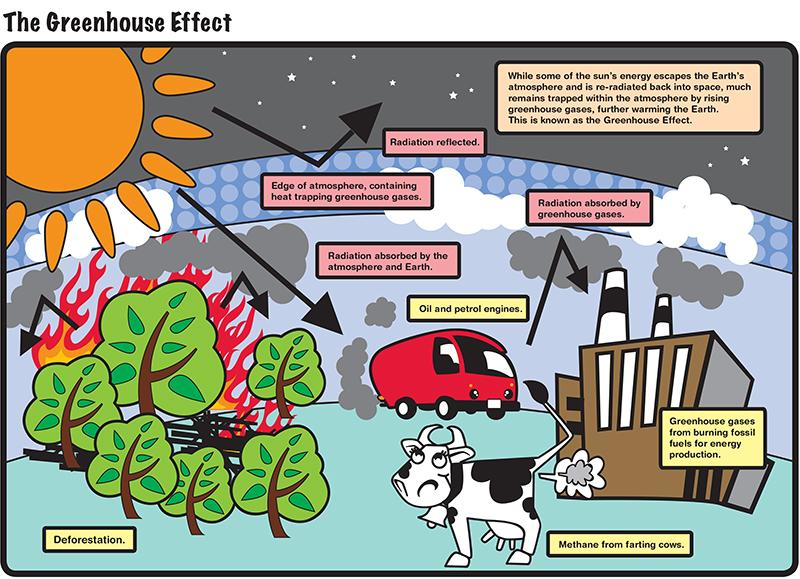 The Greenhouse Effect
While some of the sun's energy escapes the Earth's
atmosphere and is re-radiated back into space, much
remains trapped within the atmosphere by rising
greenhouse gases, further warming the Earth.
This is known as the Greenhouse Effect.
Radiation reflected.
Edge of atmosphere, containing
heat trapping greenhouse gases.
Radiation absorbed by
greenhouse gases.
Radiation absorbed by the
atmosphere and Earth.
Oil and petrol engines.
Greenhouse gases
from burning fossil
fuels for energy
production.
Deforestation.
Methane from farting cows.